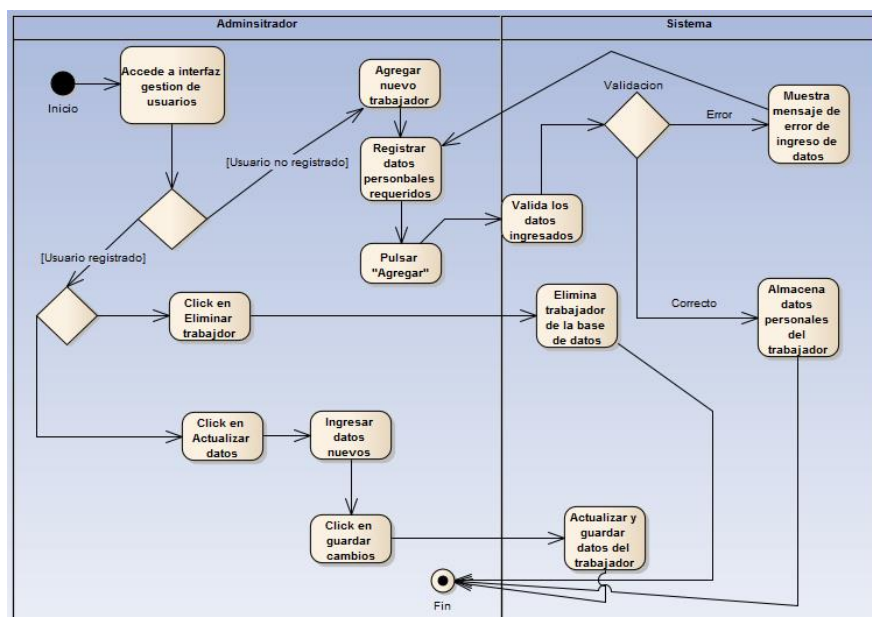 Adminsitrador
Sistema
Inicio
Accede a interfaz
gestion de
usuarios
Agregar
nuevo
trabajador
[Usuario no registrado]
Registrar
datos
personbales
requeridos
Pulsar
"Agregar"
Valida los
datos
ingresados
Validacion
Error
Muestra
mensaje de
error de
ingreso de
datos
Correcto
Almacena
datos
personales
del
trabajador
[Usuario registrado]
Click en
Eliminar
trabajdor
Elimina
trabajador
de la base
de datos
Click en
Actualizar
datos
Ingresar
datos
nuevos
Click en
guardar
cambios
Actualizar y
guardar
datos del
trabajador
Fin